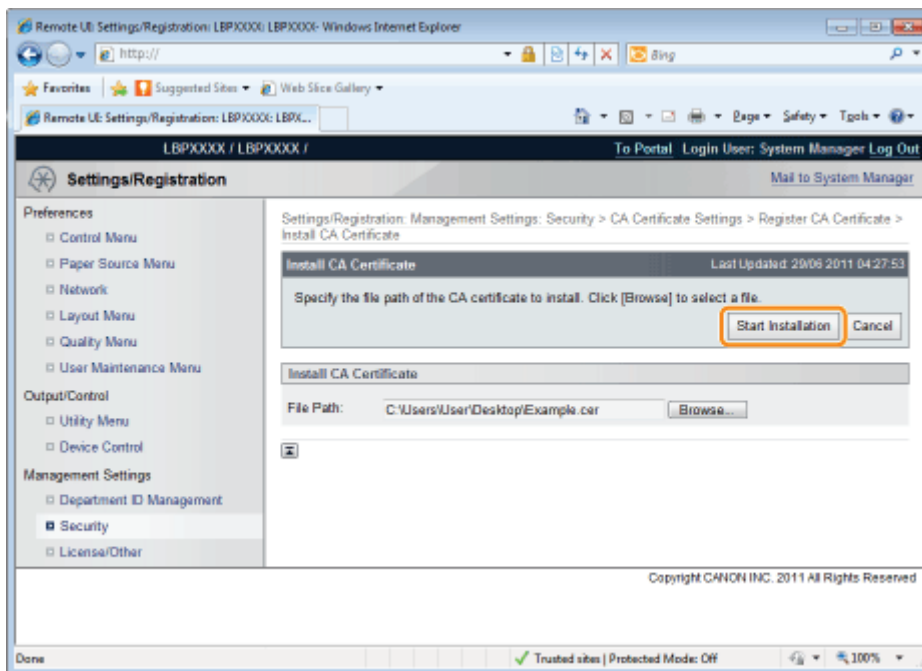 Remote UI: Settings/Registration: LBPXXXX: LBPXXXX- Windows Internet Explorer
http://
Bing
Favorites Suggested Sites Web Slice Gallery
Remote UI: Settings/Registration: LBPXXXX: LBPX...
Page Safety Tools
LBPXXXX / LBPXXXX /
To Portal Login User: System Manager Log Out
Settings/Registration
Mail to System Manager
Preferences
Control Menu
Paper Source Menu
Network
Layout Menu
Quality Menu
User Maintenance Menu
Output/Control
Utility Menu
Device Control
Management Settings
Department ID Management
Security
License/Other
Settings/Registration: Management Settings: Security > CA Certificate Settings > Register CA Certificate >
Install CA Certificate
Install CA Certificate
Last Updated: 29/06 2011 04:27:53
Specify the file path of the CA certificate to install. Click [Browse] to select a file.
Start Installation Cancel
Install CA Certificate
File Path: C:\Users\User\Desktop\Example.cer Browse...
Copyright CANON INC. 2011 All Rights Reserved
Done
Trusted sites | Protected Mode: Off
100%